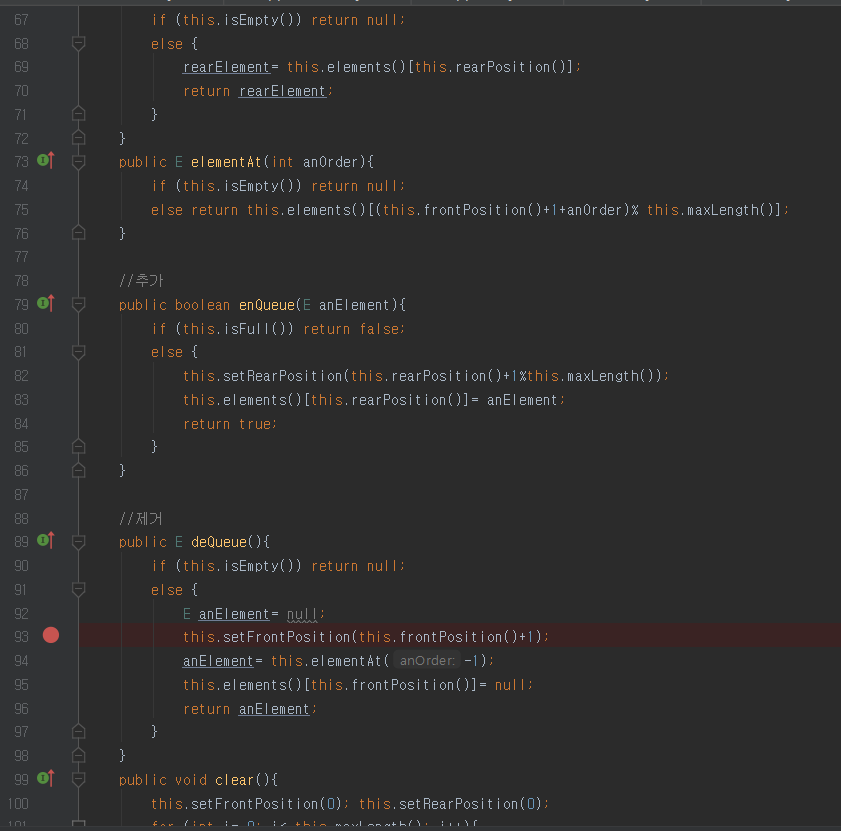 67 if (this.isEmpty()) return null;
68 else {
69 rearElement= this.elements()[this.rearPosition()];
70 return rearElement;
71 }
72 }
73 public E elementAt(int anOrder){
74 if (this.isEmpty()) return null;
75 else return this.elements()[(this.frontPosition()+1+anOrder)% this.maxLength()];
76 }
77
78 //추가
79 public boolean enQueue(E anElement){
80 if (this.isFull()) return false;
81 else {
82 this.setRearPosition(this.rearPosition()+1%this.maxLength());
83 this.elements()[this.rearPosition()]= anElement;
84 return true;
85 }
86 }
87
88 //제거
89 public E deQueue(){
90 if (this.isEmpty()) return null;
91 else {
92 E anElement= null;
93 this.setFrontPosition(this.frontPosition()+1);
94 anElement= this.elementAt( anOrder: -1);
95 this.elements()[this.frontPosition()]= null;
96 return anElement;
97 }
98 }
99 public void clear(){
100 this.setFrontPosition(0); this.setRearPosition(0);
101 for (int i= 0; i< this.maxLength(); i++){